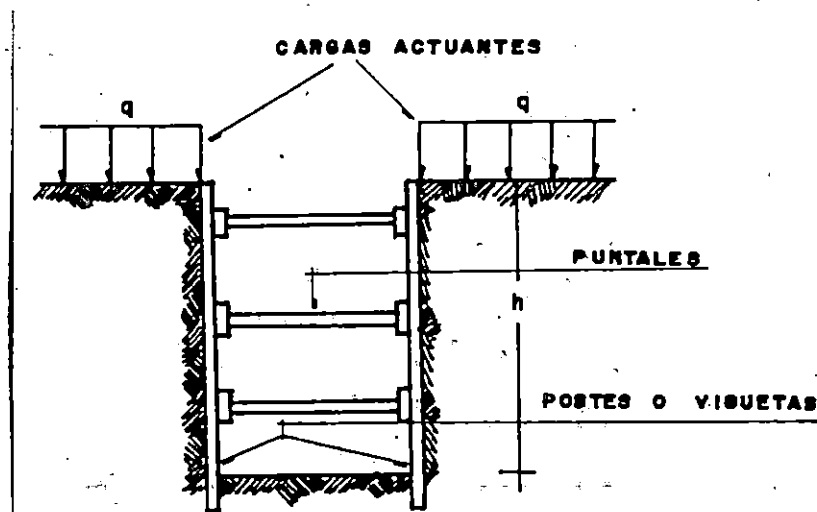 CARGAS ACTUANTES
q
q
PUNTALES
h
POSTES O VIGUETAS